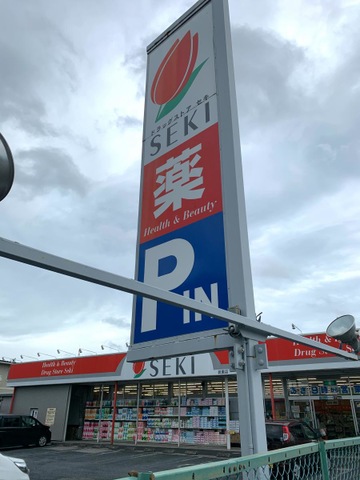 ドラッグストアー セキ
SEKI
薬
Health & Beauty
P IN
SEKI
Health & Beauty
Drug Store Seki
Health &
Drug